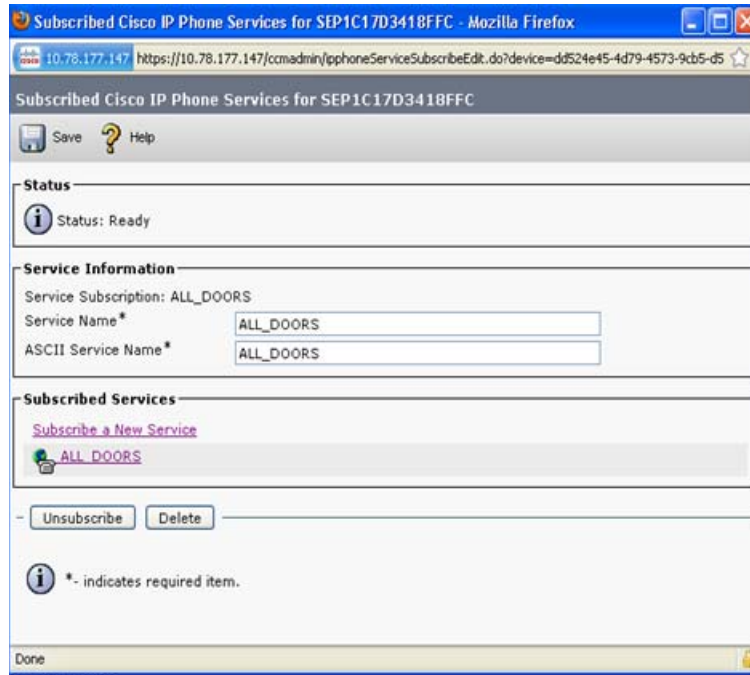 Subscribed Cisco IP Phone Services for SEP1C17D3418FFC - Mozilla Firefox
cisco 10.78.177.147 https://10.78.177.147/ccmadmin/ipphoneServiceSubscribeEdit.do?device=dd524e45-4d79-4573-9cb5-d5
Subscribed Cisco IP Phone Services for SEP1C17D3418FFC
Save Help
Status
Status: Ready
Service Information
Service Subscription: ALL_DOORS
Service Name* ALL_DOORS
ASCII Service Name* ALL_DOORS
Subscribed Services
Subscribe a New Service
ALL_DOORS
Unsubscribe Delete
*- indicates required item.
Done